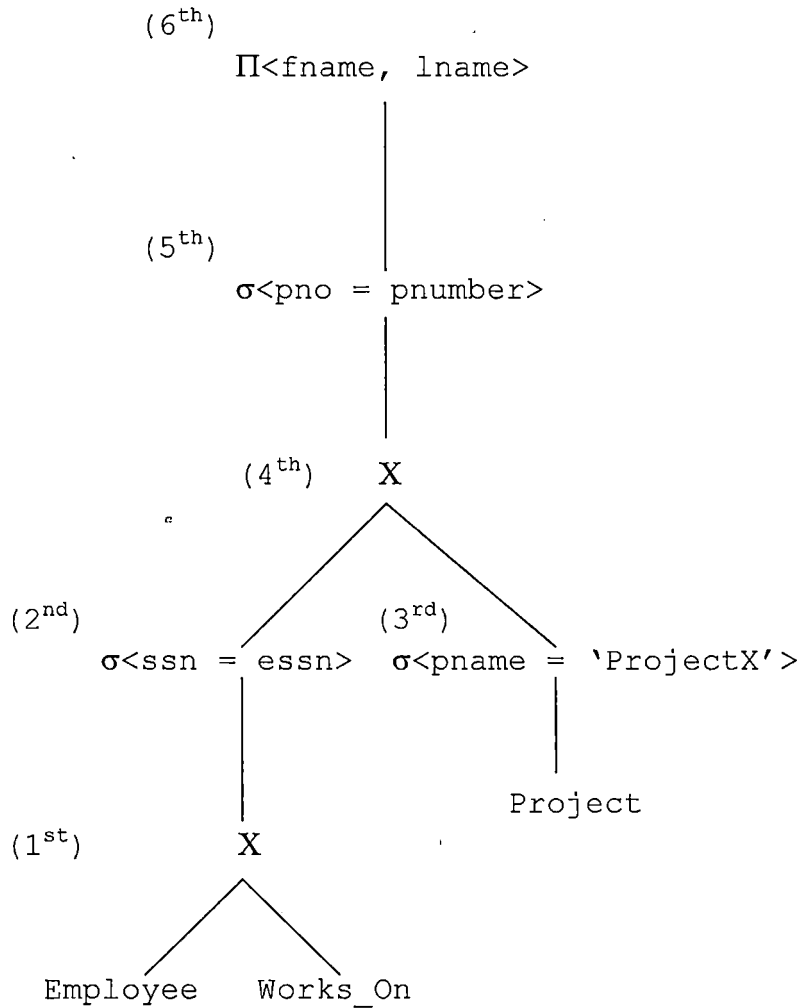 (6th)
Π<fname, lname>
(5th)
σ<pno = pnumber>
(4th) X
(2nd) (3rd)
σ<ssn = essn> σ<pname = ‵ProjectX′>
Project
(1st) X
Employee Works_On